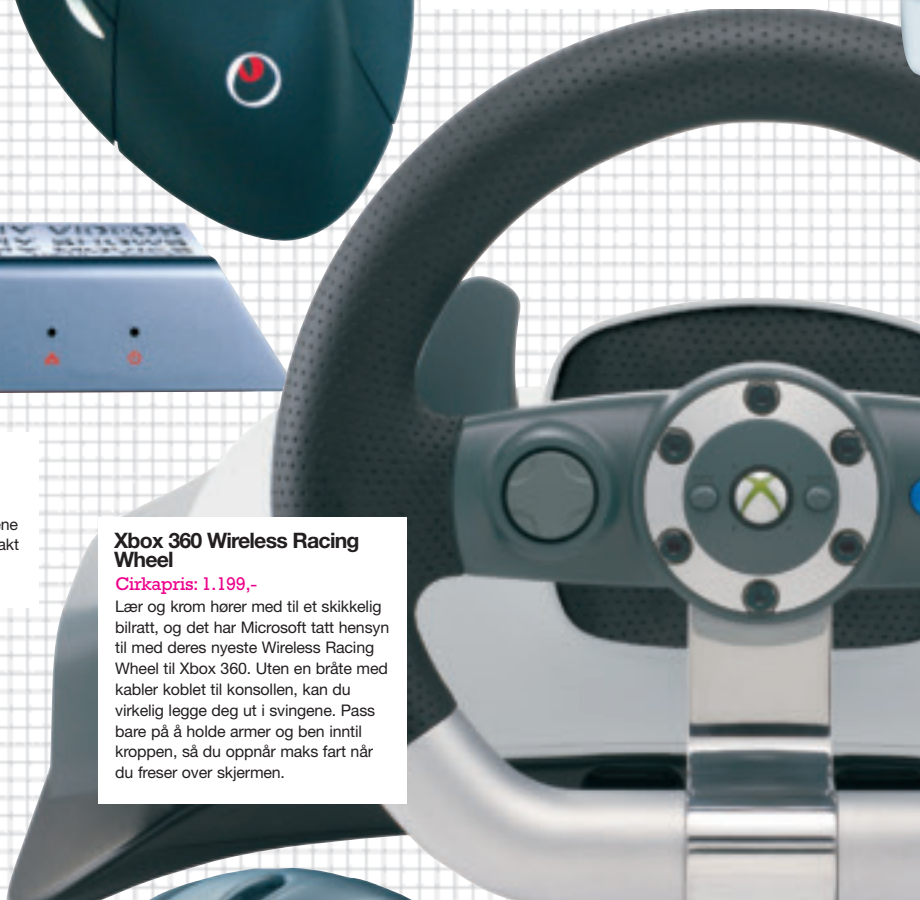 ene
akt
Xbox 360 Wireless Racing
Wheel
Cirkapris: 1.199,-
Lær og krom hører med til et skikkelig
bilratt, og det har Microsoft tatt hensyn
til med deres nyeste Wireless Racing
Wheel til Xbox 360. Uten en bråte med
kabler koblet til konsollen, kan du
virkelig legge deg ut i svingene. Pass
bare på å holde armer og ben inntil
kroppen, så du oppnår maks fart når
du freser over skjermen.